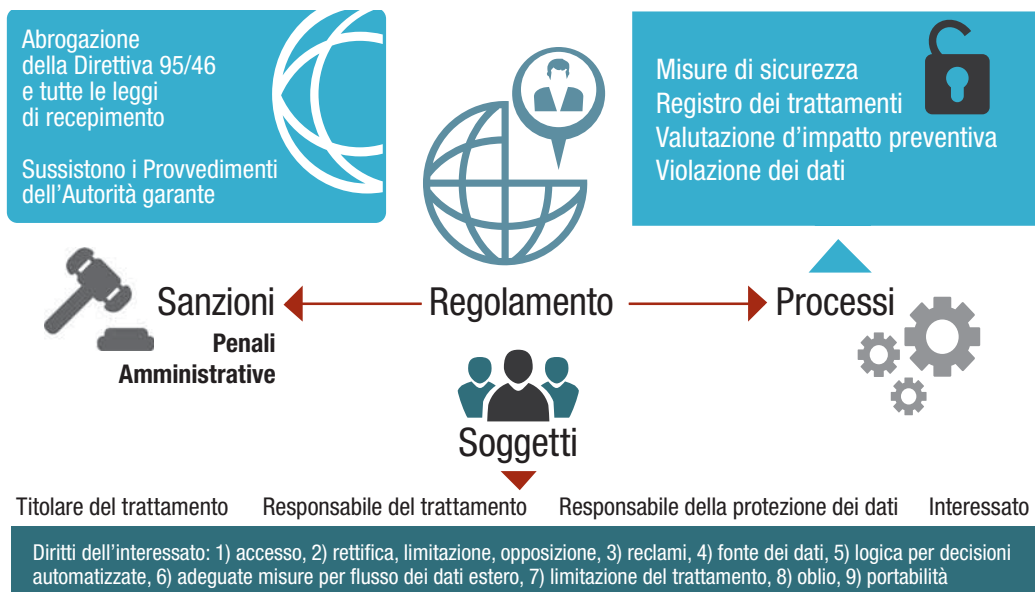 Abrogazione
della Direttiva 95/46
e tutte le leggi
di recepimento
Sussistono i Provvedimenti
dell'Autorità garante
Misure di sicurezza
Registro dei trattamenti
Valutazione d'impatto preventiva
Violazione dei dati
Sanzioni
Penali
Amministrative
Regolamento
Processi
Soggetti
Titolare del trattamento
Responsabile del trattamento
Responsabile della protezione dei dati
Interessato
Diritti dell'interessato: 1) accesso, 2) rettifica, limitazione, opposizione, 3) reclami, 4) fonte dei dati, 5) logica per decisioni
automatizzate, 6) adeguate misure per flusso dei dati estero, 7) limitazione del trattamento, 8) oblio, 9) portabilità